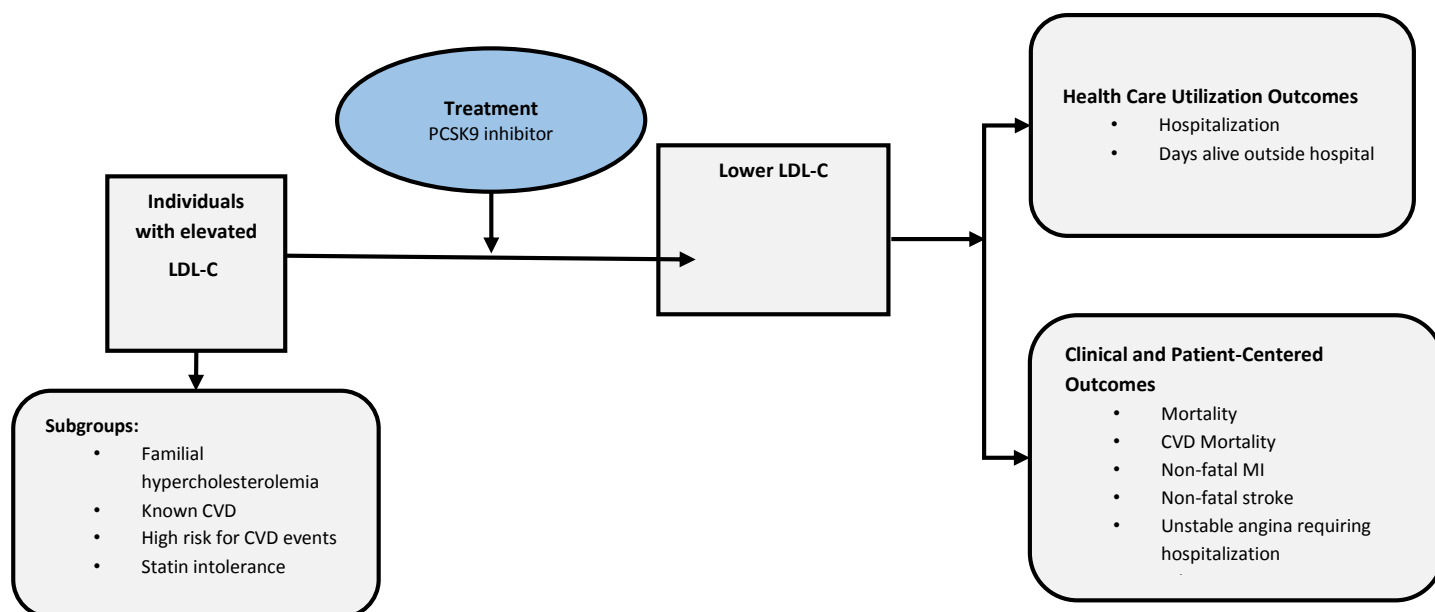 Treatment
PCSK9 inhibitor
Individuals
with elevated
LDL-C
Lower LDL-C
Health Care Utilization Outcomes
• Hospitalization
• Days alive outside hospital
Subgroups:
• Familial
hypercholesterolemia
• Known CVD
• High risk for CVD events
• Statin intolerance
Clinical and Patient-Centered
Outcomes
• Mortality
• CVD Mortality
• Non-fatal MI
• Non-fatal stroke
• Unstable angina requiring
hospitalization